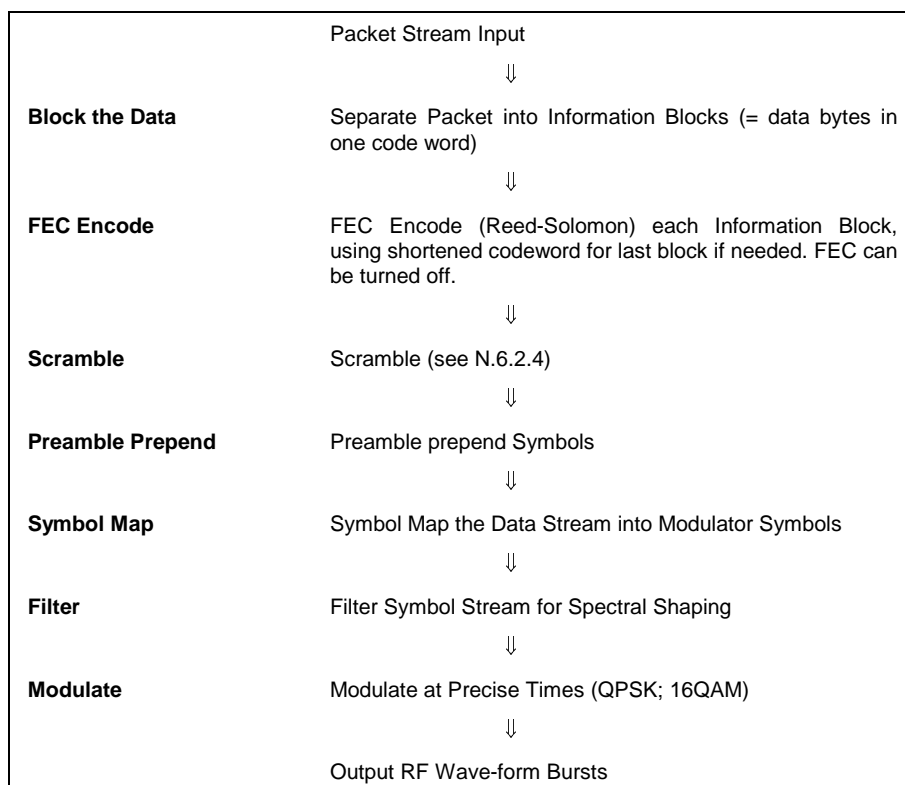 Packet Stream Input
⇓
Block the Data Separate Packet into Information Blocks (= data bytes in
one code word)
⇓
FEC Encode FEC Encode (Reed-Solomon) each Information Block,
using shortened codeword for last block if needed. FEC can
be turned off.
⇓
Scramble Scramble (see N.6.2.4)
⇓
Preamble Prepend Preamble prepend Symbols
⇓
Symbol Map Symbol Map the Data Stream into Modulator Symbols
⇓
Filter Filter Symbol Stream for Spectral Shaping
⇓
Modulate Modulate at Precise Times (QPSK; 16QAM)
⇓
Output RF Wave-form Bursts